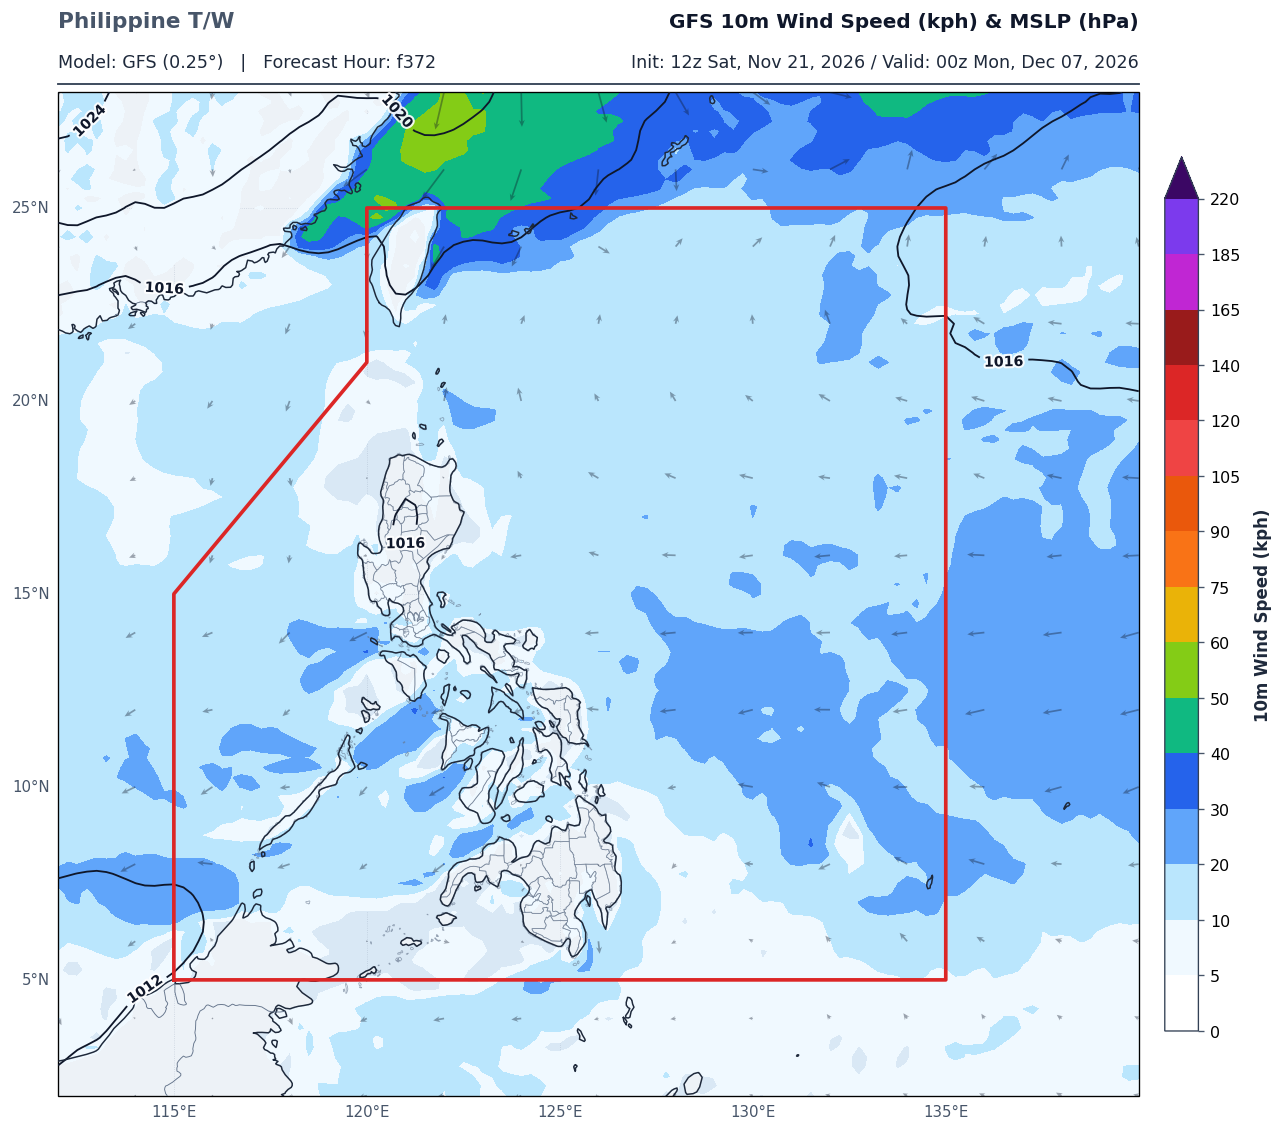 Philippine T/W
GFS 10m Wind Speed (kph) & MSLP (hPa)
Model: GFS (0.25°) | Forecast Hour: f372
Init: 12z Sat, Nov 21, 2026 / Valid: 00z Mon, Dec 07, 2026
1024
1020
1016
1016
1016
1012
25°N
20°N
15°N
10°N
5°N
115°E
120°E
125°E
130°E
135°E
220
185
165
140
120
105
90
75
60
50
40
30
20
10
5
0
10m Wind Speed (kph)